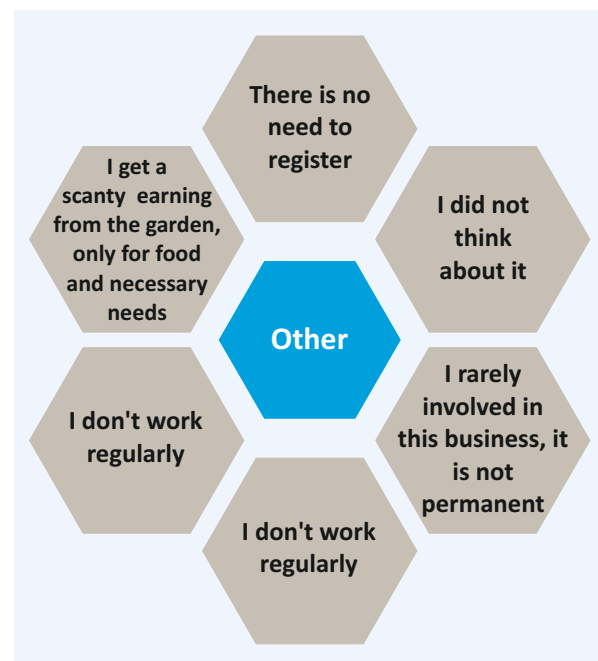 There is no
need to
register
I get a
scanty earning
from the garden,
only for food
and necessary
needs
I did not
think
about it
Other
I don't work
regularly
I rarely
involved in
this business, it
is not
permanent
I don't work
regularly